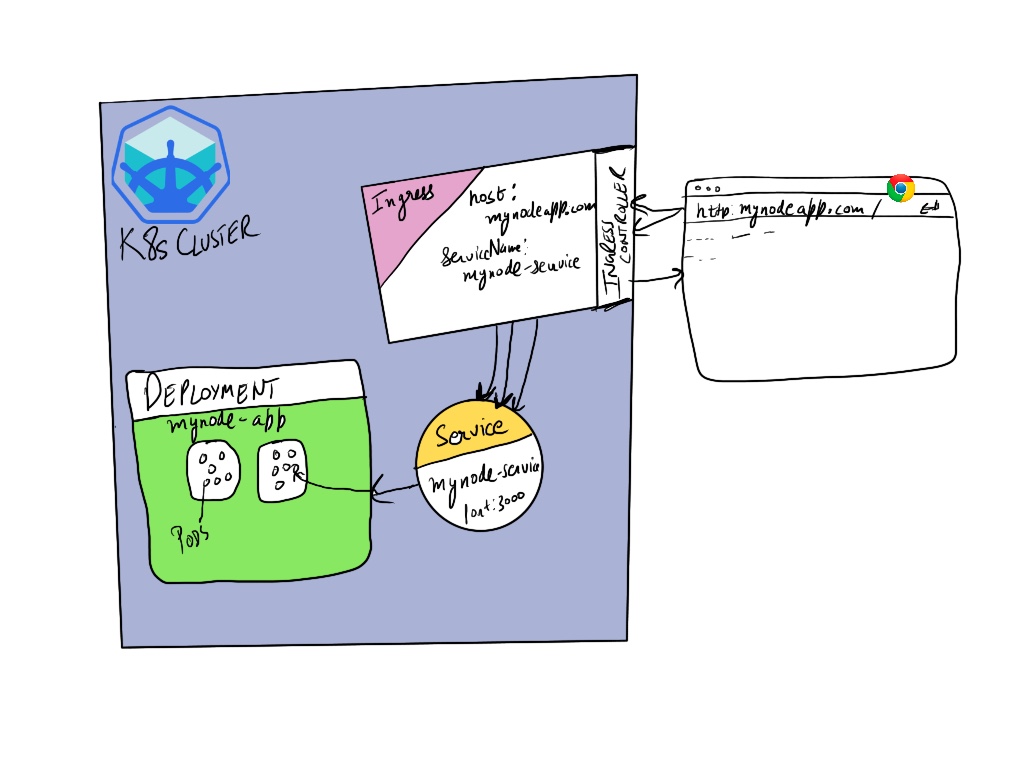 K8s CLUSTER
Ingress
host:
mynodeapp.com
serviceName:
mynode-service
INGRESS
CONTROLLER
http: mynodeapp.com/
DEPLOYMENT
mynode-app
Pods
Service
mynode-service
port:3000